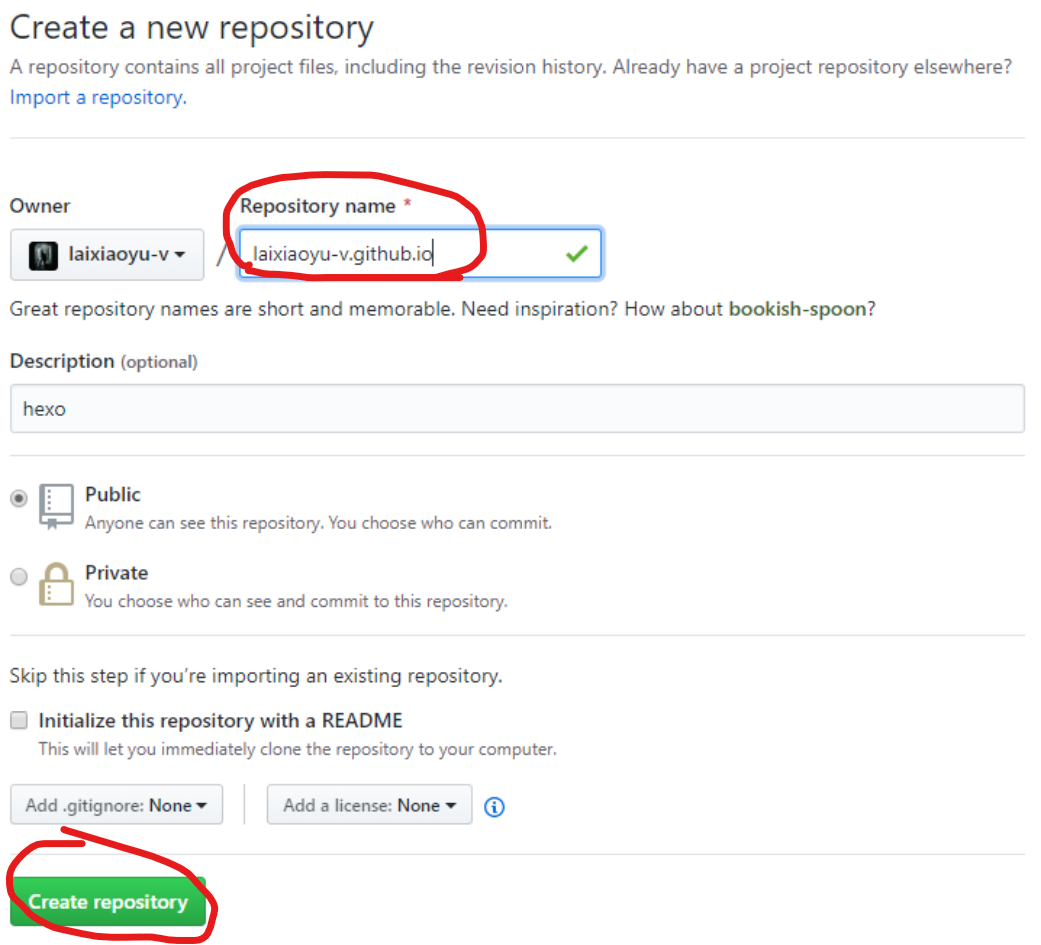 Create a new repository
A repository contains all project files, including the revision history. Already have a project repository elsewhere?
Import a repository.
Owner
Repository name *
laixiaoyu-v / laixiaoyu-v.github.io
Great repository names are short and memorable. Need inspiration? How about bookish-spoon?
Description (optional)
hexo
Public
Anyone can see this repository. You choose who can commit.
Private
You choose who can see and commit to this repository.
Skip this step if you’re importing an existing repository.
Initialize this repository with a README
This will let you immediately clone the repository to your computer.
Add .gitignore: None Add a license: None
Create repository